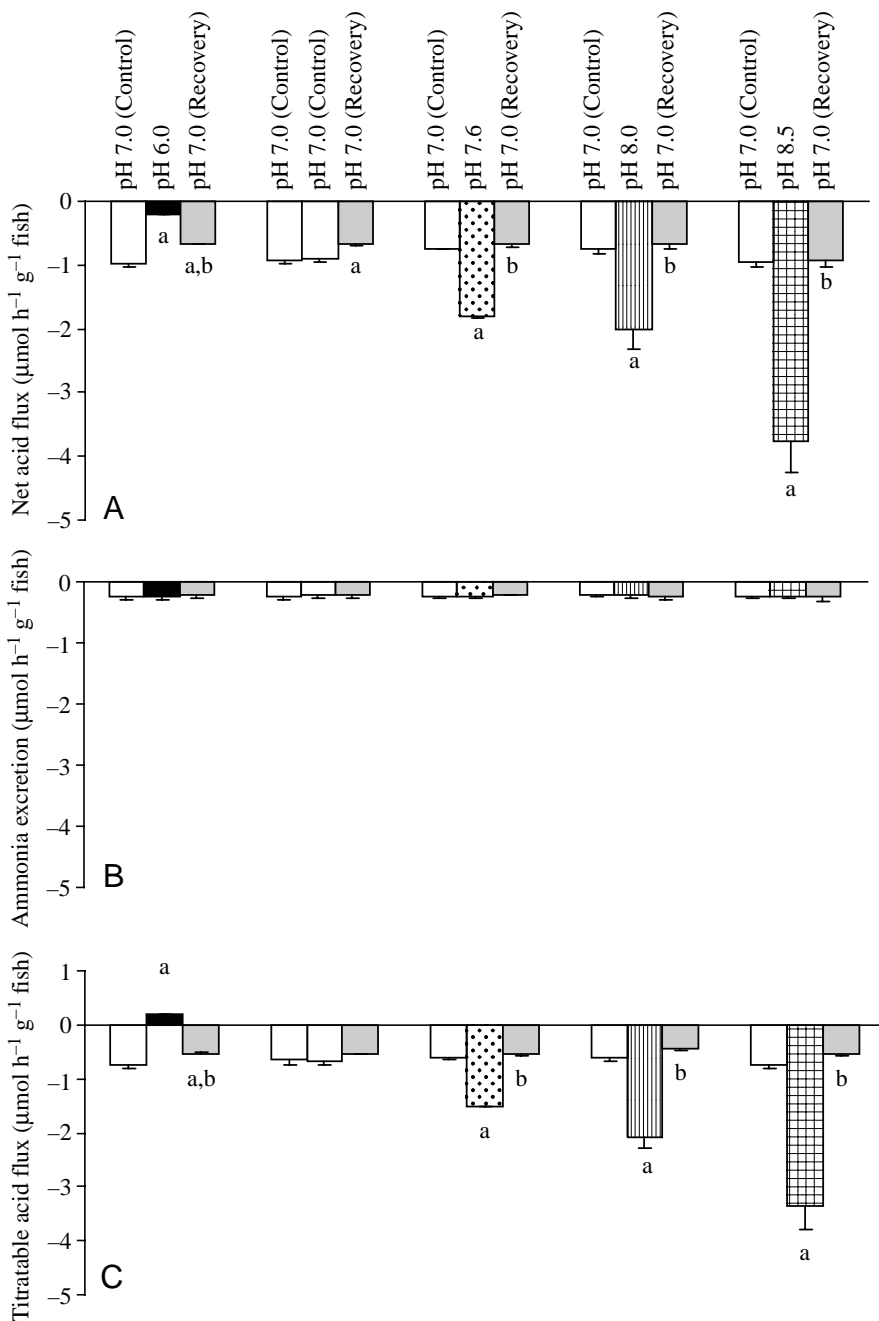 pH 7.0 (Control)
pH 6.0
pH 7.0 (Recovery)
pH 7.0 (Control)
pH 7.0 (Control)
pH 7.0 (Recovery)
pH 7.0 (Control)
pH 7.6
pH 7.0 (Recovery)
pH 7.0 (Control)
pH 8.0
pH 7.0 (Recovery)
pH 7.0 (Control)
pH 8.5
pH 7.0 (Recovery)
Net acid flux (μmol h⁻¹ g⁻¹ fish)
0
–1
–2
–3
–4
–5
a
a,b
a
a
b
a
b
a
b
A
Ammonia excretion (μmol h⁻¹ g⁻¹ fish)
0
–1
–2
–3
–4
–5
B
Titratable acid flux (μmol h⁻¹ g⁻¹ fish)
1
0
–1
–2
–3
–4
–5
a
a,b
a
b
a
b
a
b
C